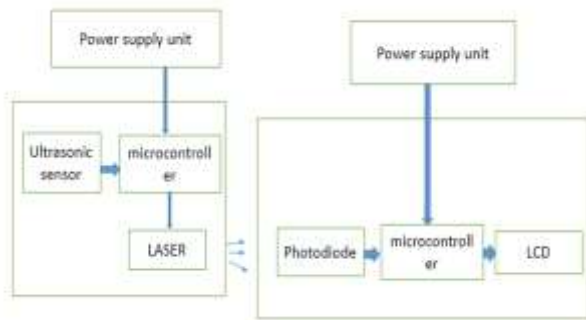 Power supply unit
Ultrasonic
sensor
microcontroll
er
LASER
Power supply unit
Photodiode
microcontroll
er
LCD